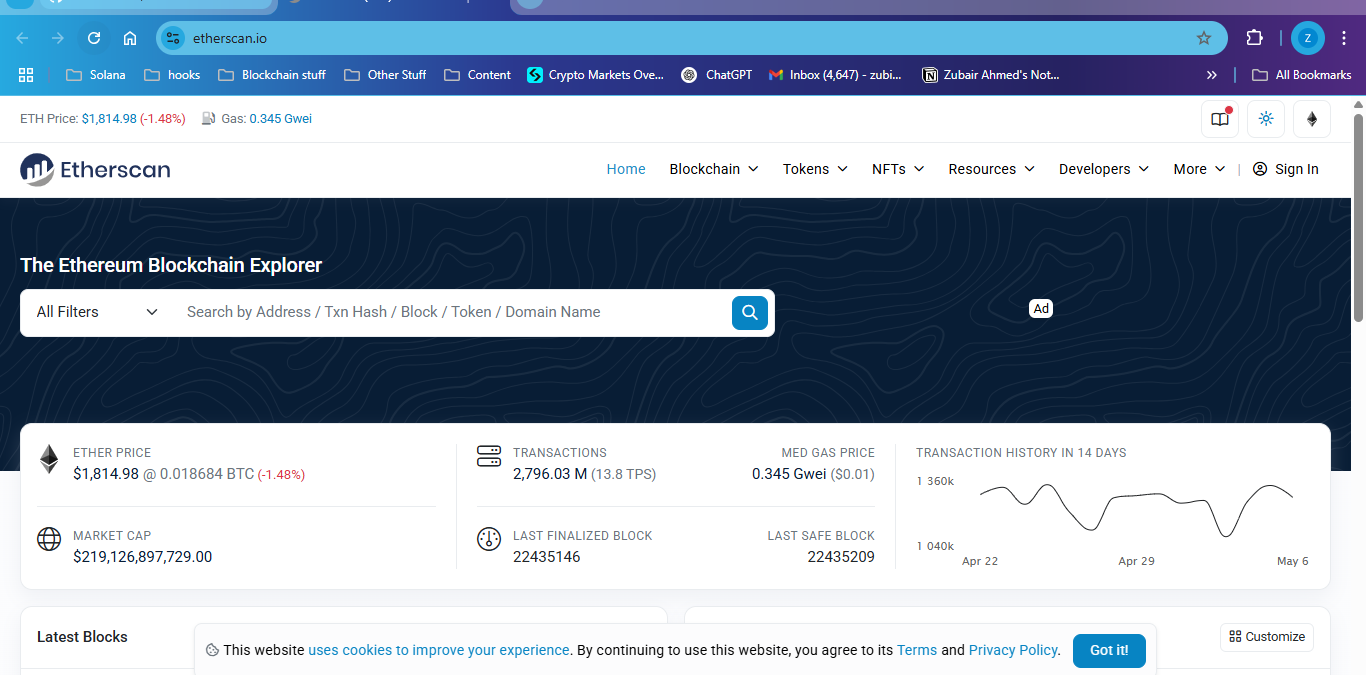 etherscan.io
Z
Solana hooks Blockchain stuff Other Stuff Content Crypto Markets Ove... ChatGPT Inbox (4,647) - zubi... Zubair Ahmed's Not... » All Bookmarks
ETH Price: $1,814.98 (-1.48%) Gas: 0.345 Gwei
Etherscan Home Blockchain Tokens NFTs Resources Developers More | Sign In
The Ethereum Blockchain Explorer
All Filters Search by Address / Txn Hash / Block / Token / Domain Name
Ad
ETHER PRICE
$1,814.98 @ 0.018684 BTC (-1.48%)
MARKET CAP
$219,126,897,729.00
TRANSACTIONS MED GAS PRICE
2,796.03 M (13.8 TPS) 0.345 Gwei ($0.01)
LAST FINALIZED BLOCK LAST SAFE BLOCK
22435146 22435209
TRANSACTION HISTORY IN 14 DAYS
1 360k
1 040k
Apr 22 Apr 29 May 6
Latest Blocks
Customize
This website uses cookies to improve your experience. By continuing to use this website, you agree to its Terms and Privacy Policy. Got it!